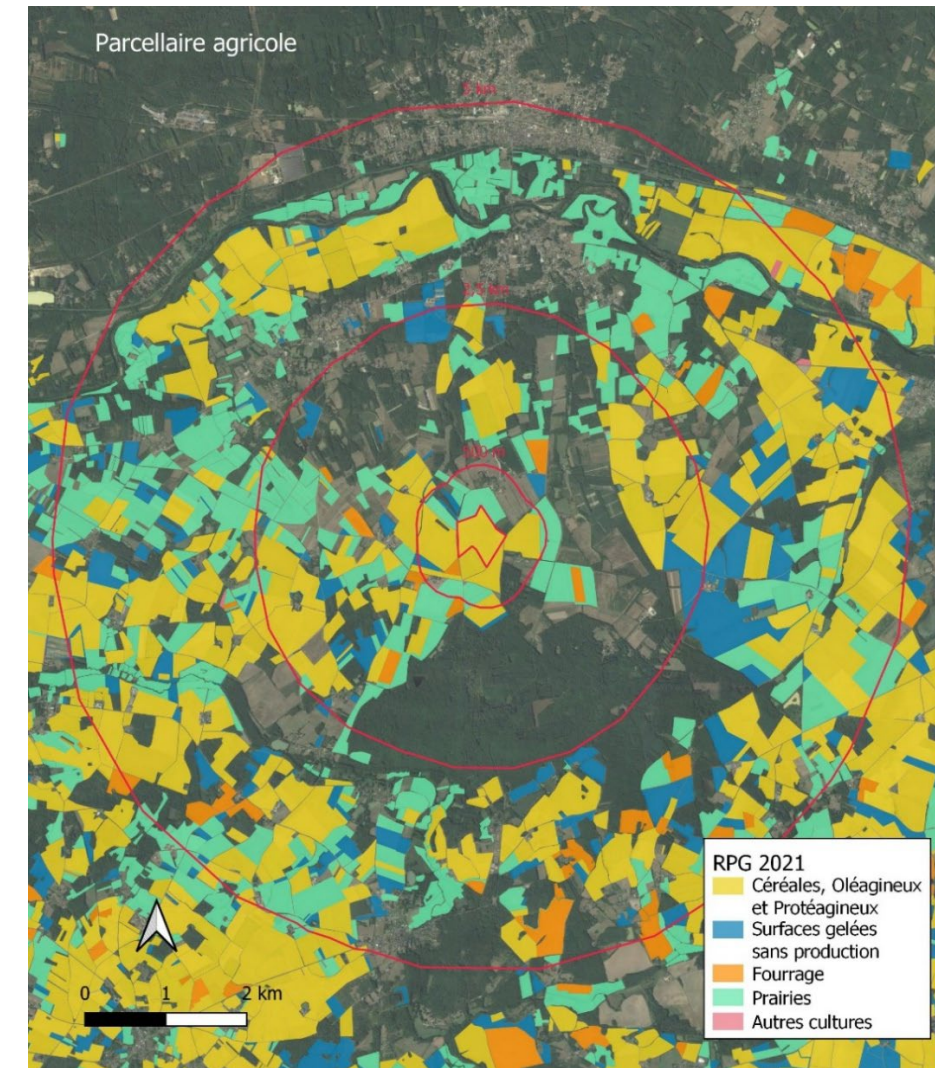 Parcellaire agricole
5 km
2,5 km
500 m
RPG 2021
Céréales, Oléagineux
et Protéagineux
Surfaces gelées
sans production
Fourrage
Prairies
Autres cultures
0 1 2 km